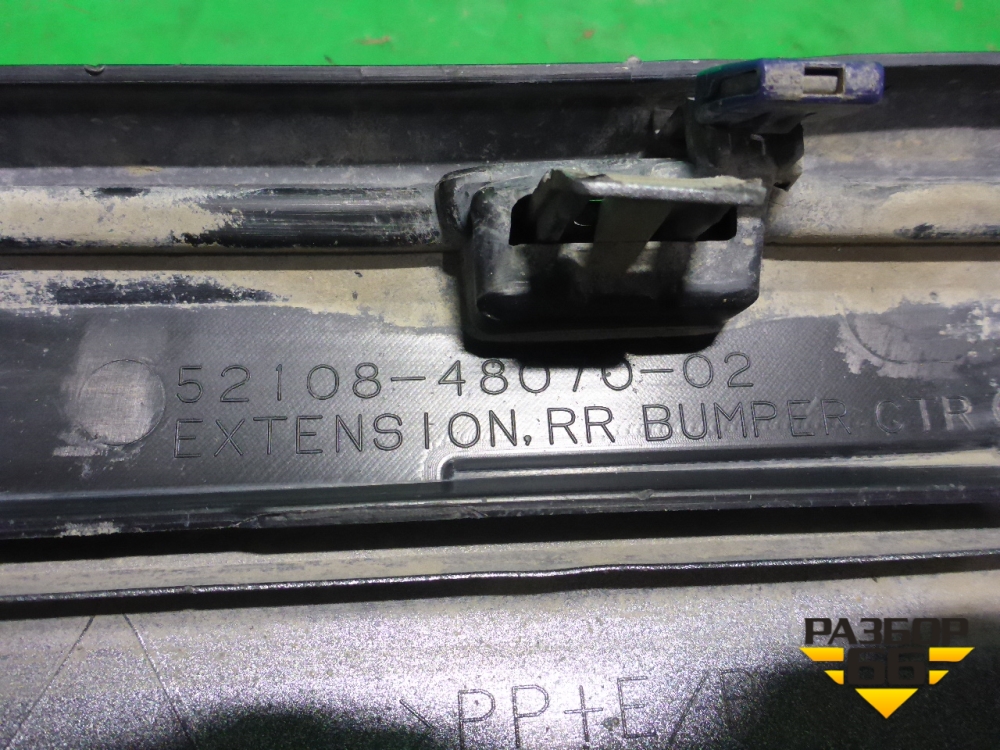 52108-48070-02
EXTENSION, RR BUMPER CTR
>PP+E/P
РАЗБОР
66